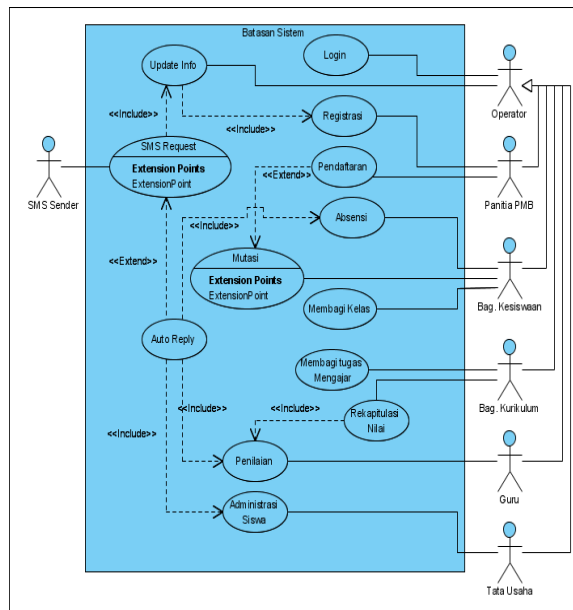 Batasan Sistem
Login
Update Info
Operator
<<Include>>
<<Include>>
Registrasi
SMS Request
Extension Points
ExtensionPoint
SMS Sender
Pendaftaran
<<Extend>>
Panitia PMB
<<Include>>
Absensi
<<Extend>>
Mutasi
Extension Points
ExtensionPoint
Membagi Kelas
Bag. Kesiswaan
Auto Reply
Membagi tugas
Mengajar
<<Include>>
<<Include>>
Rekapitulasi
Nilai
Bag. Kurikulum
<<Include>>
Penilaian
Guru
Administrasi
Siswa
Tata Usaha